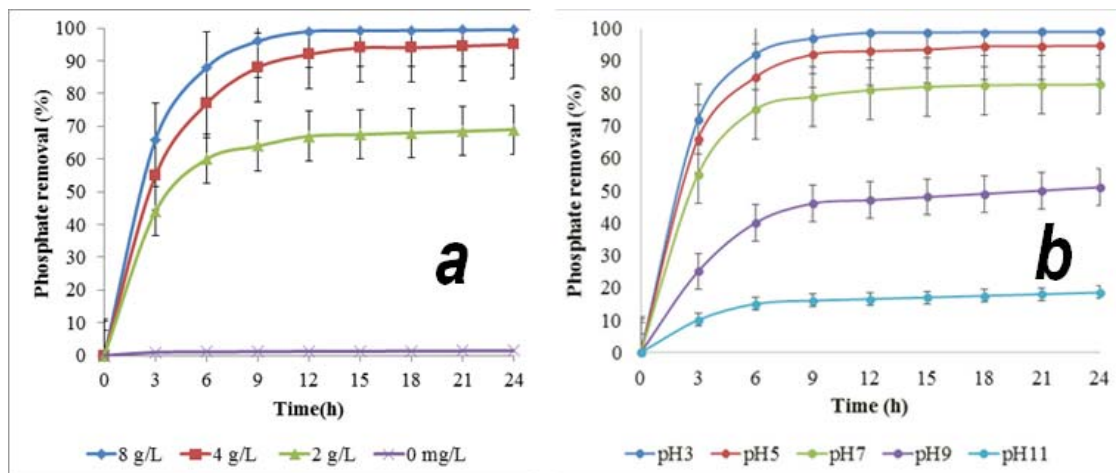 Phosphate removal (%)
100
90
80
70
60
50
40
30
20
10
0
0 3 6 9 12 15 18 21 24
Time(h)
a
8 g/L 4 g/L 2 g/L 0 mg/L
Phosphate removal (%)
100
90
80
70
60
50
40
30
20
10
0
0 3 6 9 12 15 18 21 24
Time (h)
b
pH3 pH5 pH7 pH9 pH11